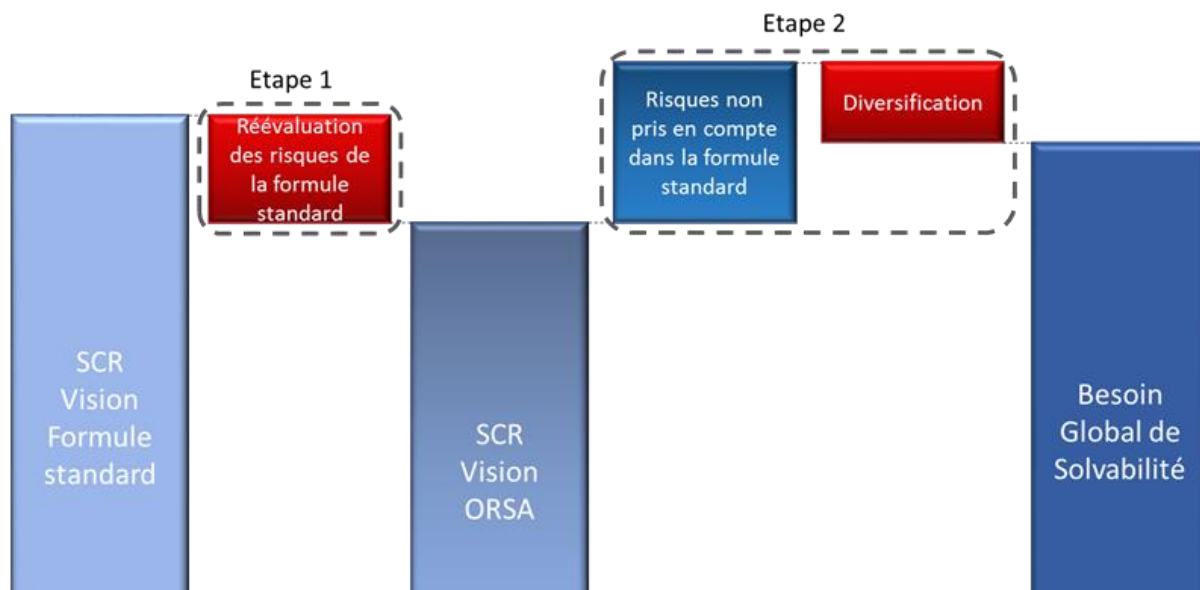 Etape 2
Etape 1
Réévaluation
des risques de
la formule
standard
Risques non
pris en compte
dans la formule
standard
Diversification
SCR
Vision
Formule
standard
SCR
Vision
ORSA
Besoin
Global de
Solvabilité